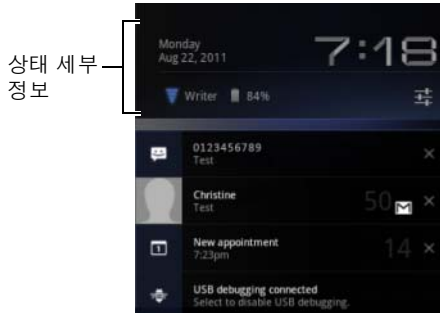 상태 세부
정보
Monday
Aug 22, 2011
7:18
Writer 84%
0123456789
Test
Christine
Test
50
New appointment
7:23pm
14
USB debugging connected
Select to disable USB debugging.